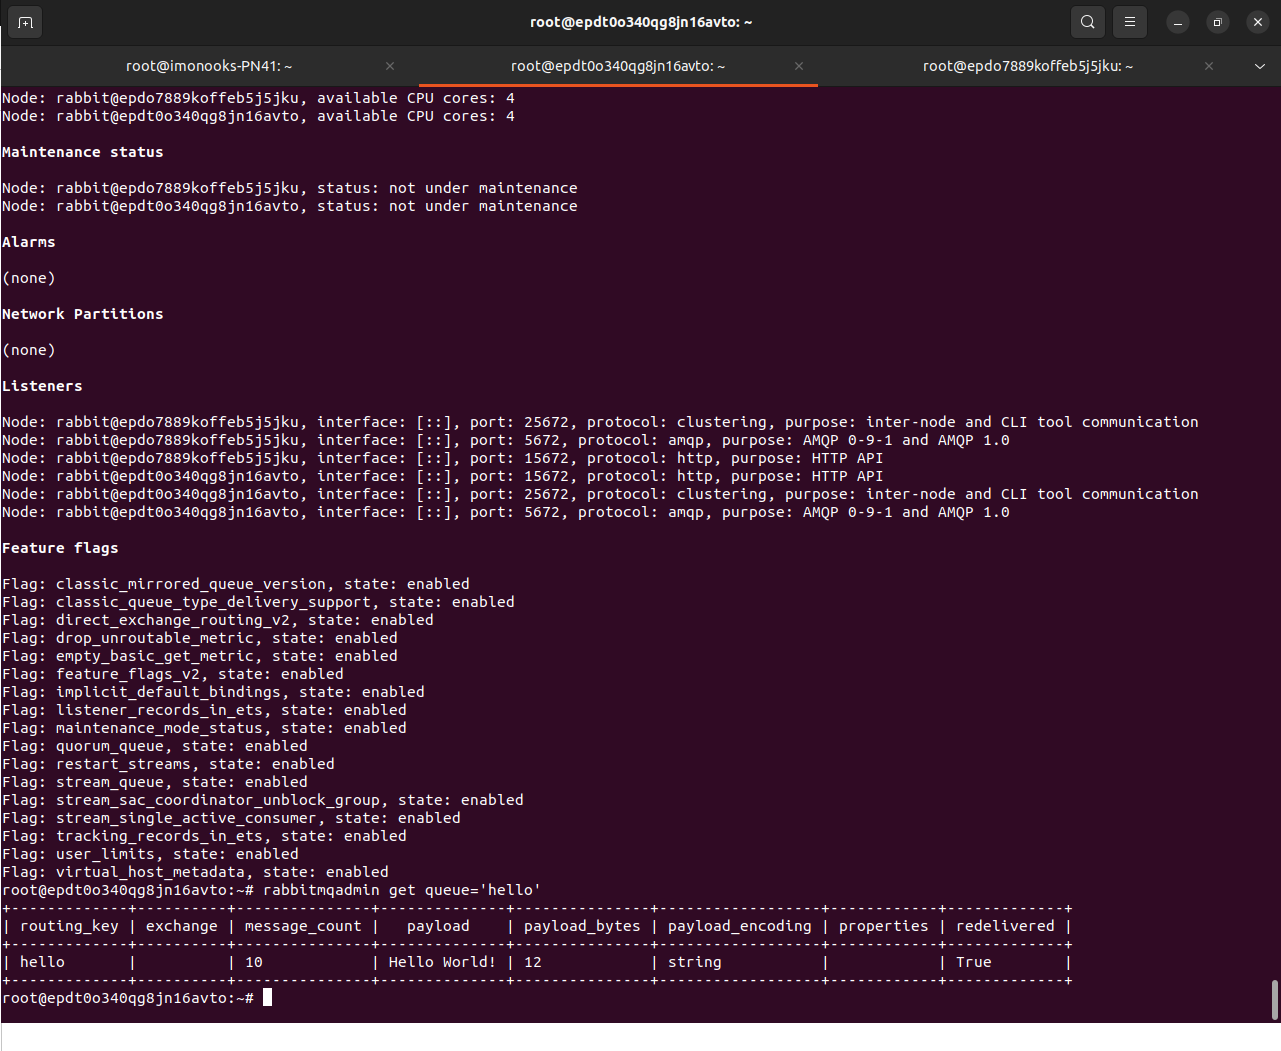 root@epdt0o340qg8jn16avto: ~
root@imonooks-PN41: ~ root@epdt0o340qg8jn16avto: ~ root@epdo7889koffeb5j5jku: ~
Node: rabbit@epdo7889koffeb5j5jku, available CPU cores: 4
Node: rabbit@epdt0o340qg8jn16avto, available CPU cores: 4
Maintenance status
Node: rabbit@epdo7889koffeb5j5jku, status: not under maintenance
Node: rabbit@epdt0o340qg8jn16avto, status: not under maintenance
Alarms
(none)
Network Partitions
(none)
Listeners
Node: rabbit@epdo7889koffeb5j5jku, interface: [::], port: 25672, protocol: clustering, purpose: inter-node and CLI tool communication
Node: rabbit@epdo7889koffeb5j5jku, interface: [::], port: 5672, protocol: amqp, purpose: AMQP 0-9-1 and AMQP 1.0
Node: rabbit@epdo7889koffeb5j5jku, interface: [::], port: 15672, protocol: http, purpose: HTTP API
Node: rabbit@epdt0o340qg8jn16avto, interface: [::], port: 15672, protocol: http, purpose: HTTP API
Node: rabbit@epdt0o340qg8jn16avto, interface: [::], port: 25672, protocol: clustering, purpose: inter-node and CLI tool communication
Node: rabbit@epdt0o340qg8jn16avto, interface: [::], port: 5672, protocol: amqp, purpose: AMQP 0-9-1 and AMQP 1.0
Feature flags
Flag: classic_mirrored_queue_version, state: enabled
Flag: classic_queue_type_delivery_support, state: enabled
Flag: direct_exchange_routing_v2, state: enabled
Flag: drop_unroutable_metric, state: enabled
Flag: empty_basic_get_metric, state: enabled
Flag: feature_flags_v2, state: enabled
Flag: implicit_default_bindings, state: enabled
Flag: listener_records_in_ets, state: enabled
Flag: maintenance_mode_status, state: enabled
Flag: quorum_queue, state: enabled
Flag: restart_streams, state: enabled
Flag: stream_queue, state: enabled
Flag: stream_sac_coordinator_unblock_group, state: enabled
Flag: stream_single_active_consumer, state: enabled
Flag: tracking_records_in_ets, state: enabled
Flag: user_limits, state: enabled
Flag: virtual_host_metadata, state: enabled
root@epdt0o340qg8jn16avto:~# rabbitmqadmin get queue='hello'
+-------------+----------+---------------+--------------+---------------+------------------+------------+-------------+
| routing_key | exchange | message_count |   payload    | payload_bytes | payload_encoding | properties | redelivered |
+-------------+----------+---------------+--------------+---------------+------------------+------------+-------------+
| hello       |          | 10            | Hello World! | 12            | string           |            | True        |
+-------------+----------+---------------+--------------+---------------+------------------+------------+-------------+
root@epdt0o340qg8jn16avto:~#